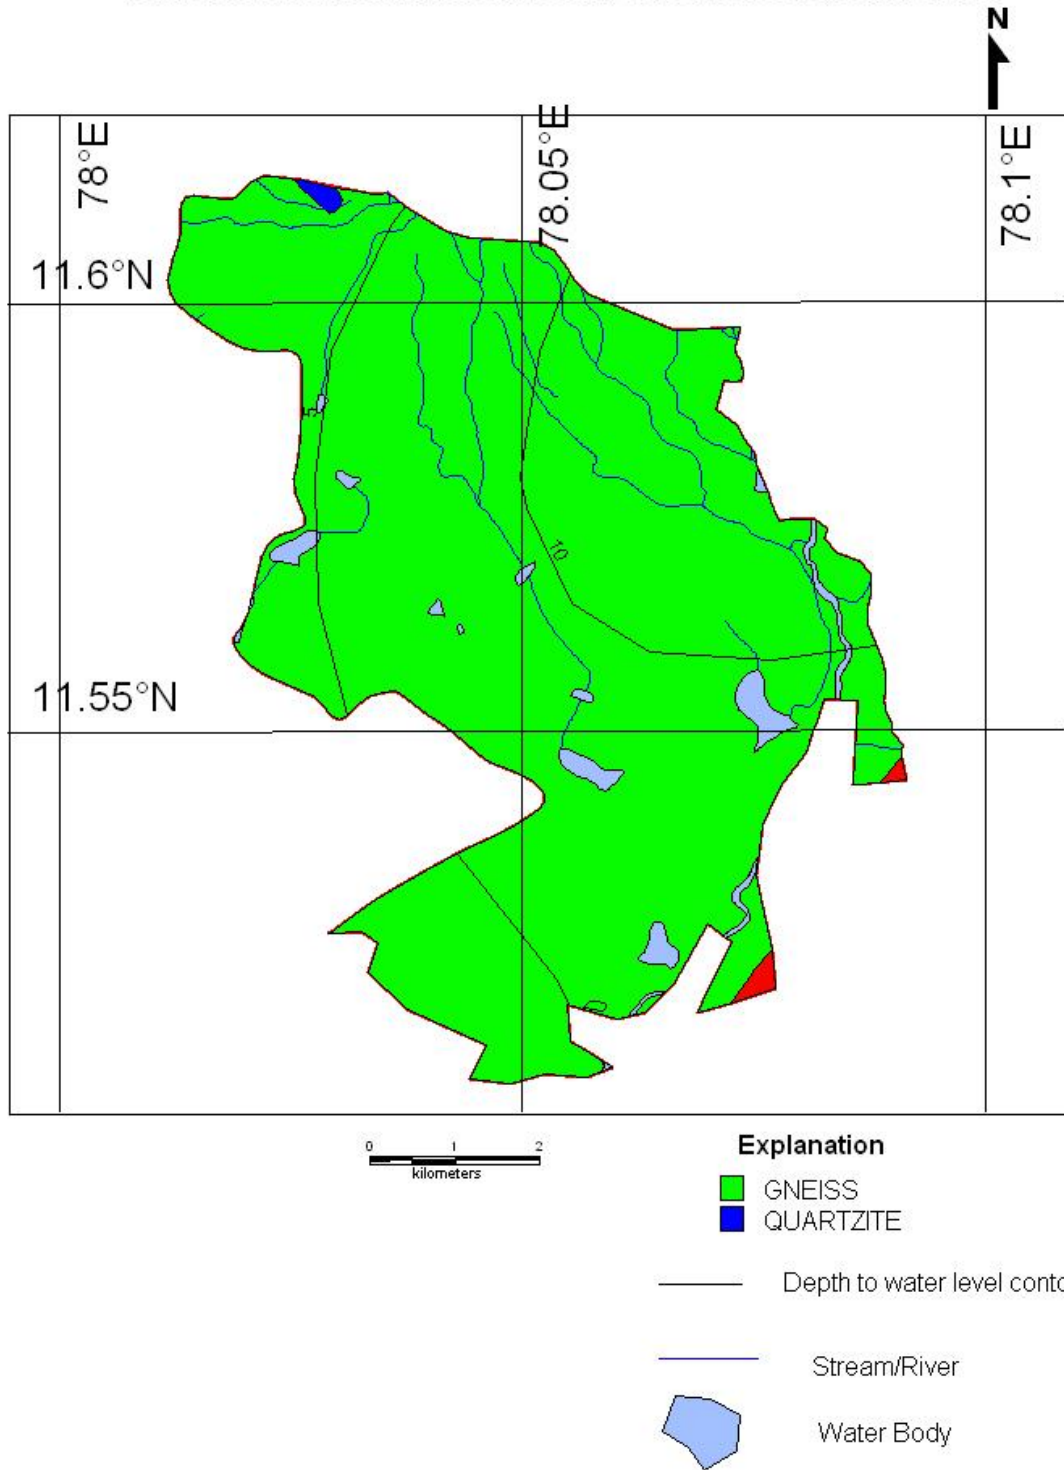 N
78°E
78.05°E
78.1°E
11.6°N
10
11.55°N
0 1 2
kilometers
Explanation
GNEISS
QUARTZITE
Depth to water level conto
Stream/River
Water Body